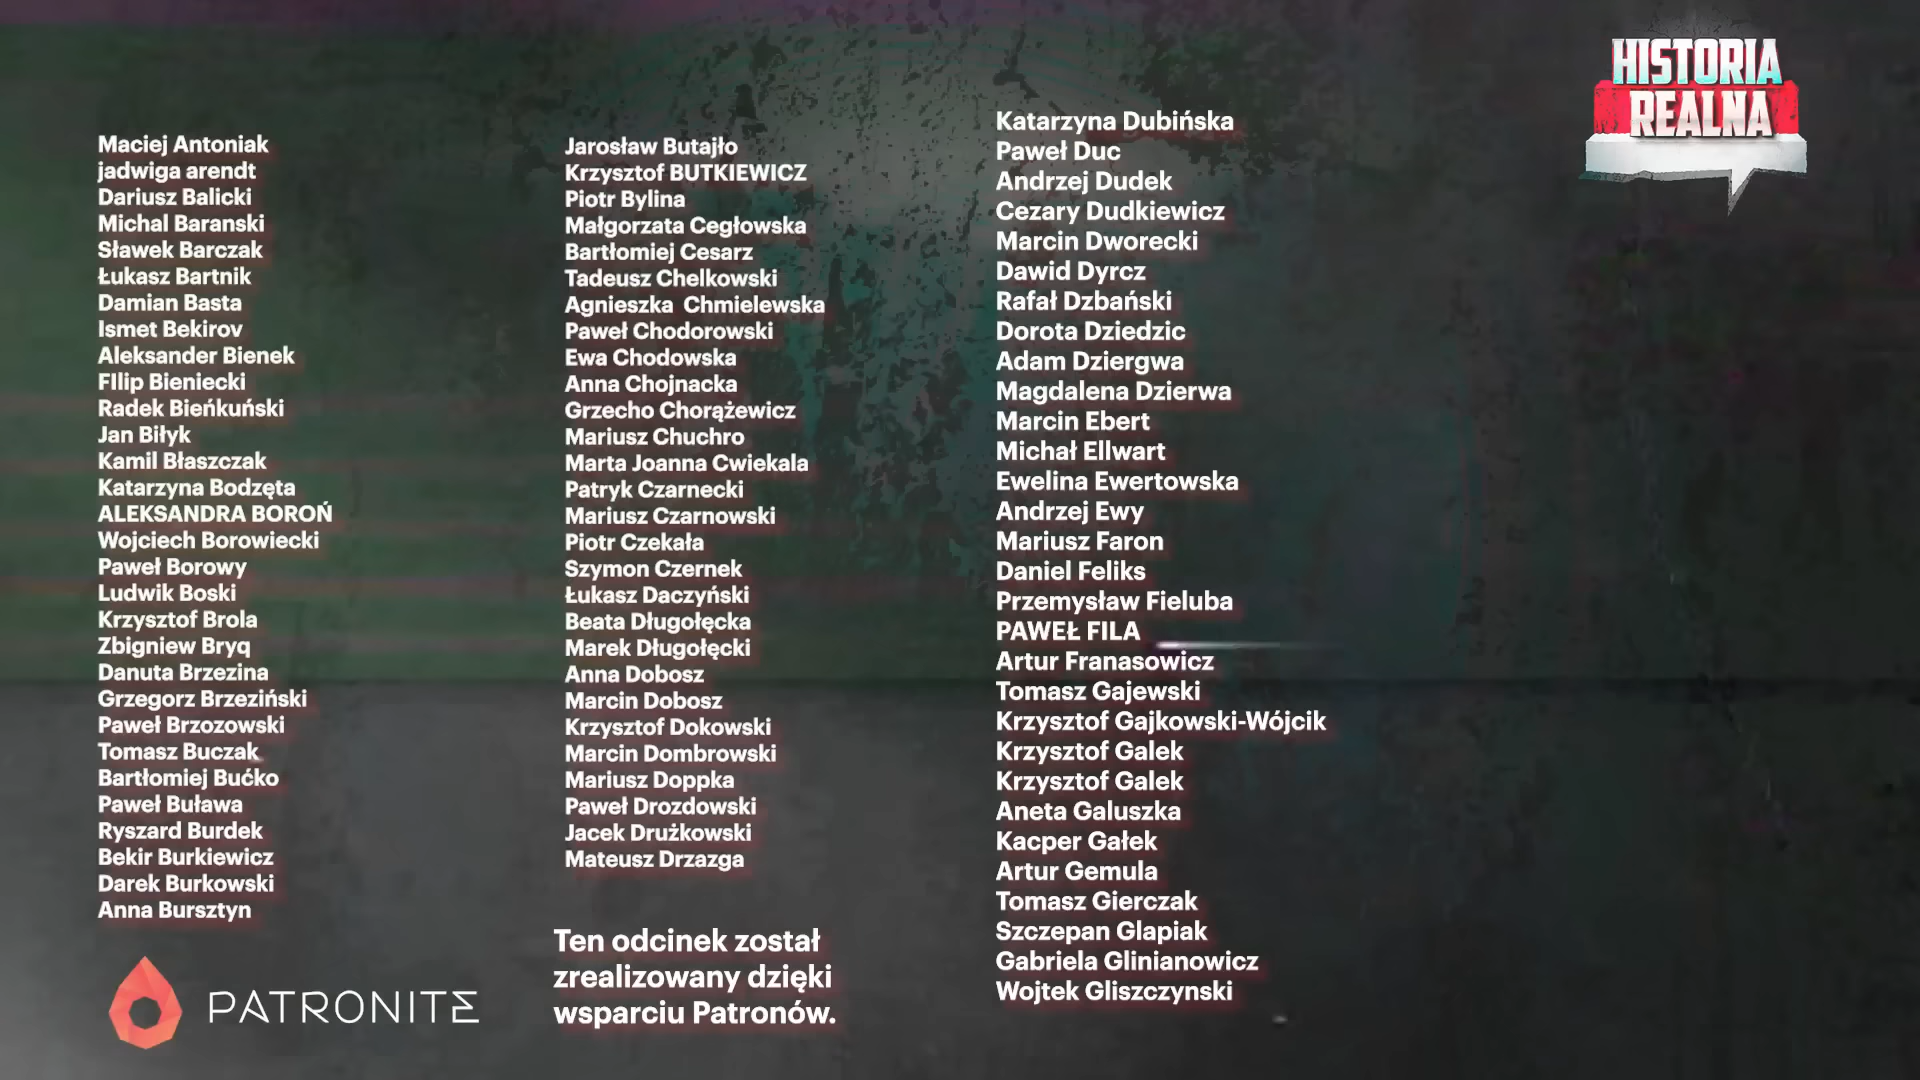 Maciej Antoniak
jadwiga arendt
Dariusz Balicki
Michal Baranski
Sławek Barczak
Łukasz Bartnik
Damian Basta
Ismet Bekirov
Aleksander Bienek
FIlip Bieniecki
Radek Bieńkuński
Jan Biłyk
Kamil Błaszczak
Katarzyna Bodzęta
ALEKSANDRA BOROŃ
Wojciech Borowiecki
Paweł Borowy
Ludwik Boski
Krzysztof Brola
Zbigniew Bryq
Danuta Brzezina
Grzegorz Brzeziński
Paweł Brzozowski
Tomasz Buczak
Bartłomiej Bućko
Paweł Buława
Ryszard Burdek
Bekir Burkiewicz
Darek Burkowski
Anna Bursztyn
PATRONITE
Jarosław Butajło
Krzysztof BUTKIEWICZ
Piotr Bylina
Małgorzata Cegłowska
Bartłomiej Cesarz
Tadeusz Chelkowski
Agnieszka  Chmielewska
Paweł Chodorowski
Ewa Chodowska
Anna Chojnacka
Grzecho Chorążewicz
Mariusz Chuchro
Marta Joanna Cwiekala
Patryk Czarnecki
Mariusz Czarnowski
Piotr Czekała
Szymon Czernek
Łukasz Daczyński
Beata Długołęcka
Marek Długołęcki
Anna Dobosz
Marcin Dobosz
Krzysztof Dokowski
Marcin Dombrowski
Mariusz Doppka
Paweł Drozdowski
Jacek Drużkowski
Mateusz Drzazga
Ten odcinek został
zrealizowany dzięki
wsparciu Patronów.
Katarzyna Dubińska
Paweł Duc
Andrzej Dudek
Cezary Dudkiewicz
Marcin Dworecki
Dawid Dyrcz
Rafał Dzbański
Dorota Dziedzic
Adam Dziergwa
Magdalena Dzierwa
Marcin Ebert
Michał Ellwart
Ewelina Ewertowska
Andrzej Ewy
Mariusz Faron
Daniel Feliks
Przemysław Fieluba
PAWEŁ FILA
Artur Franasowicz
Tomasz Gajewski
Krzysztof Gajkowski-Wójcik
Krzysztof Galek
Krzysztof Galek
Aneta Galuszka
Kacper Gałek
Artur Gemula
Tomasz Gierczak
Szczepan Glapiak
Gabriela Glinianowicz
Wojtek Gliszczynski
HISTORIA
REALNA